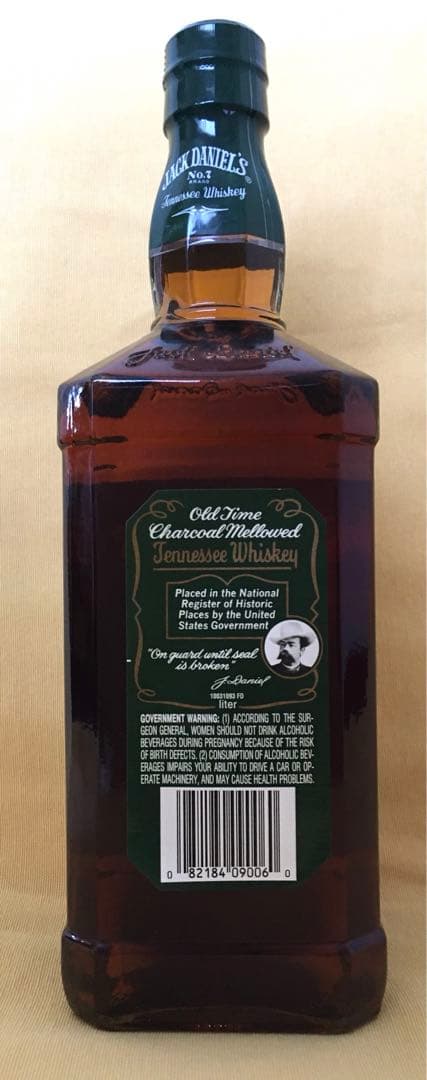 JACK DANIEL'S
No.7
BRAND
Tennessee Whiskey
Jack Daniel
Old Time
Charcoal Mellowed
Tennessee Whiskey
Placed in the National
Register of Historic
Places by the United
States Government
"On guard until seal
is broken"
J. Daniel
liter
GOVERNMENT WARNING: (1) ACCORDING TO THE SUR-
GEON GENERAL, WOMEN SHOULD NOT DRINK ALCOHOLIC
BEVERAGES DURING PREGNANCY BECAUSE OF THE RISK
OF BIRTH DEFECTS. (2) CONSUMPTION OF ALCOHOLIC BEV-
ERAGES IMPAIRS YOUR ABILITY TO DRIVE A CAR OR OP-
ERATE MACHINERY, AND MAY CAUSE HEALTH PROBLEMS.
0 82184 09006 0